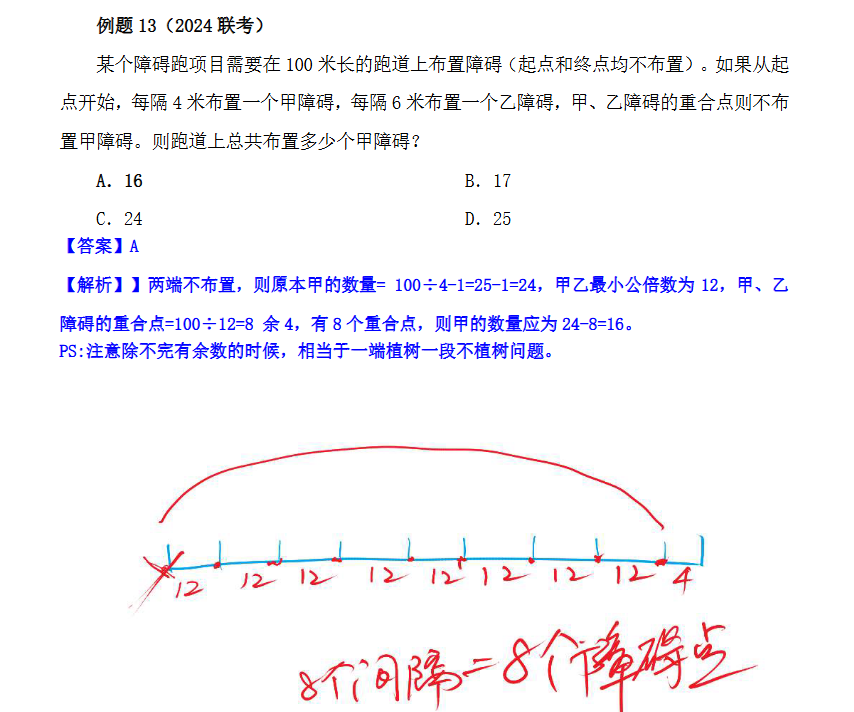 例题 13（2024 联考）
某个障碍跑项目需要在 100 米长的跑道上布置障碍（起点和终点均不布置）。如果从起
点开始，每隔 4 米布置一个甲障碍，每隔 6 米布置一个乙障碍，甲、乙障碍的重合点则不布
置甲障碍。则跑道上总共布置多少个甲障碍？
A. 16 B. 17
C. 24 D. 25
【答案】A
【解析】】两端不布置，则原本甲的数量= 100÷4-1=25-1=24，甲乙最小公倍数为 12，甲、乙
障碍的重合点=100÷12=8 余 4，有 8 个重合点，则甲的数量应为 24-8=16。
PS:注意除不完有余数的时候，相当于一端植树一段不植树问题。
12 12 12 12 12 12 12 12 4
8个间隔=8个障碍点